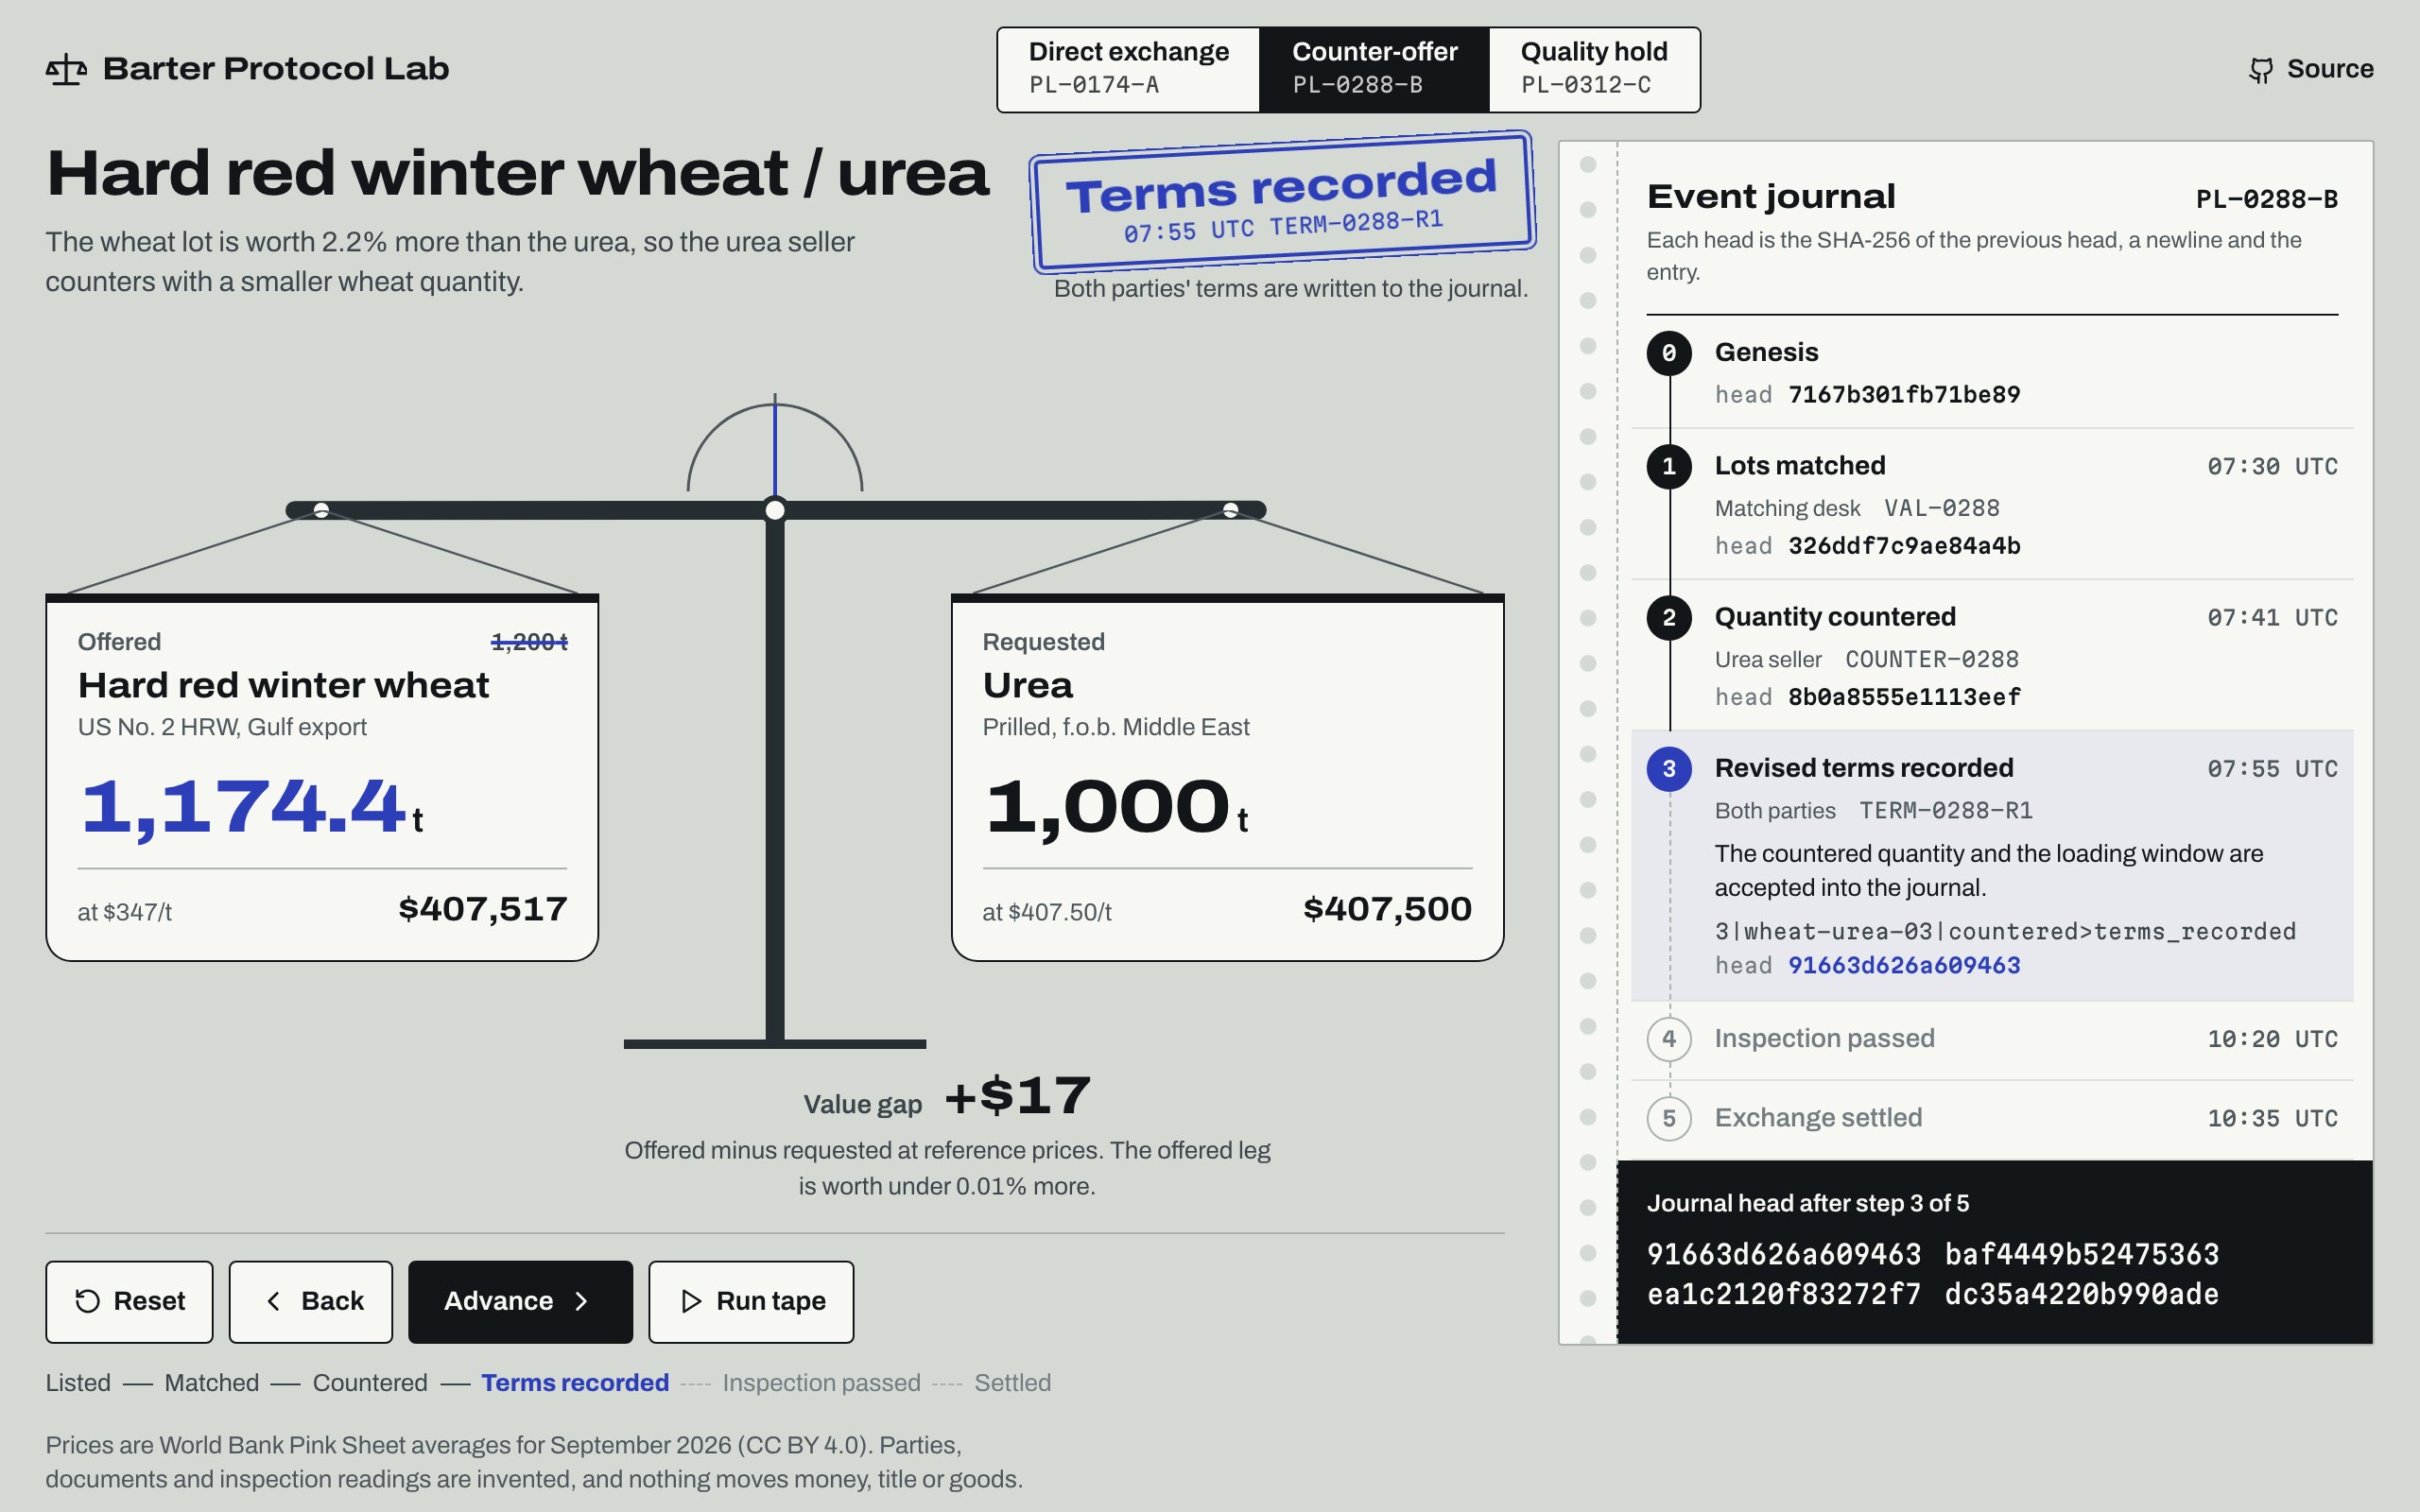 Barter Protocol Lab
Direct exchange
PL-0174-A
Counter-offer
PL-0288-B
Quality hold
PL-0312-C
Source
Hard red winter wheat / urea
The wheat lot is worth 2.2% more than the urea, so the urea seller
counters with a smaller wheat quantity.
Terms recorded
07:55 UTC TERM-0288-R1
Both parties' terms are written to the journal.
Offered
1,200 t
Hard red winter wheat
US No. 2 HRW, Gulf export
1,174.4 t
at $347/t
$407,517
Requested
Urea
Prilled, f.o.b. Middle East
1,000 t
at $407.50/t
$407,500
Value gap +$17
Offered minus requested at reference prices. The offered leg
is worth under 0.01% more.
Reset
Back
Advance
Run tape
Listed
Matched
Countered
Terms recorded
Inspection passed
Settled
Prices are World Bank Pink Sheet averages for September 2026 (CC BY 4.0). Parties,
documents and inspection readings are invented, and nothing moves money, title or goods.
Event journal
PL-0288-B
Each head is the SHA-256 of the previous head, a newline and the
entry.
0 Genesis
head 7167b301fb71be89
1 Lots matched 07:30 UTC
Matching desk VAL-0288
head 326ddf7c9ae84a4b
2 Quantity countered 07:41 UTC
Urea seller COUNTER-0288
head 8b0a8555e1113eef
3 Revised terms recorded 07:55 UTC
Both parties TERM-0288-R1
The countered quantity and the loading window are
accepted into the journal.
3|wheat-urea-03|countered>terms_recorded
head 91663d626a609463
4 Inspection passed 10:20 UTC
5 Exchange settled 10:35 UTC
Journal head after step 3 of 5
91663d626a609463 baf4449b52475363
ea1c2120f83272f7 dc35a4220b990ade